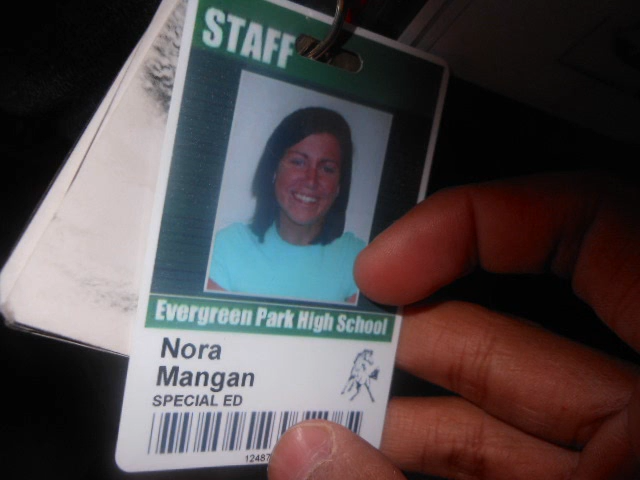 STAFF
Evergreen Park High School
Nora
Mangan
SPECIAL ED
12487